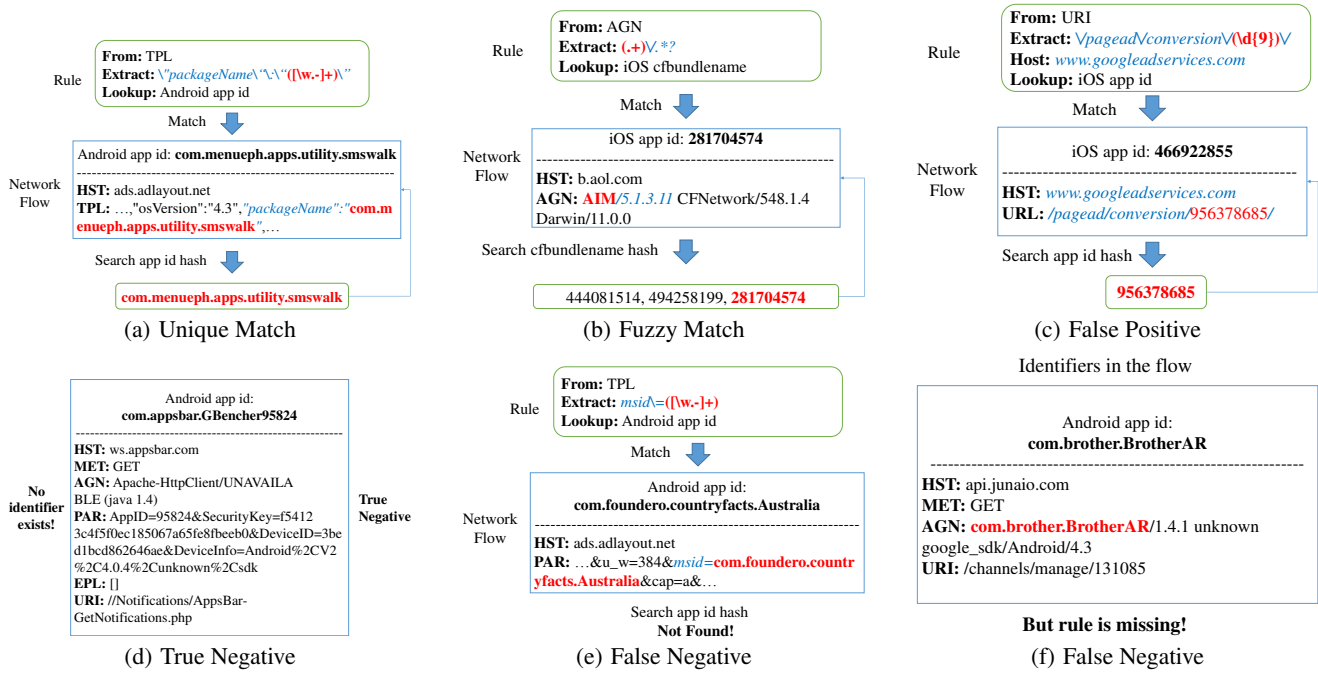 From: TPL
Extract: \"packageName\“\:\“([\w.-]+)\”
Lookup: Android app id
Rule
Match
Android app id: com.menueph.apps.utility.smswalk
HST: ads.adlayout.net
TPL: …,"osVersion":"4.3","packageName":"com.m
enueph.apps.utility.smswalk",…
Network
Flow
Search app id hash
com.menueph.apps.utility.smswalk
(a) Unique Match
From: AGN
Extract: (.+)\/.*?
Lookup: iOS cfbundlename
Rule
Match
iOS app id: 281704574
HST: b.aol.com
AGN: AIM/5.1.3.11 CFNetwork/548.1.4
Darwin/11.0.0
Network
Flow
Search cfbundlename hash
444081514, 494258199, 281704574
(b) Fuzzy Match
From: URI
Extract: \/pagead\/conversion\/(\d{9})\/
Host: www.googleadservices.com
Lookup: iOS app id
Rule
Match
iOS app id: 466922855
HST: www.googleadservices.com
URL: /pagead/conversion/956378685/
Network
Flow
Search app id hash
956378685
(c) False Positive
Android app id:
com.appsbar.GBencher95824
HST: ws.appsbar.com
MET: GET
AGN: Apache-HttpClient/UNAVAILA
BLE (java 1.4)
PAR: AppID=95824&SecurityKey=f5412
3c4f5f0ec185067a65fe8fbeeb0&DeviceID=3be
d1bcd862646ae&DeviceInfo=Android%2CV2
%2C4.0.4%2Cunknown%2Csdk
EPL: []
URI: //Notifications/AppsBar-
GetNotifications.php
No
identifier
exists!
True
Negative
(d) True Negative
From: TPL
Extract: msid\=([\w.-]+)
Lookup: Android app id
Rule
Match
Android app id:
com.foundero.countryfacts.Australia
HST: ads.adlayout.net
PAR: …&u_w=384&msid=com.foundero.count
ryfacts.Australia&cap=a&…
Network
Flow
Search app id hash
Not Found!
(e) False Negative
Identifiers in the flow
Android app id:
com.brother.BrotherAR
HST: api.junaio.com
MET: GET
AGN: com.brother.BrotherAR/1.4.1 unknown
google_sdk/Android/4.3
URI: /channels/manage/131085
But rule is missing!
(f) False Negative